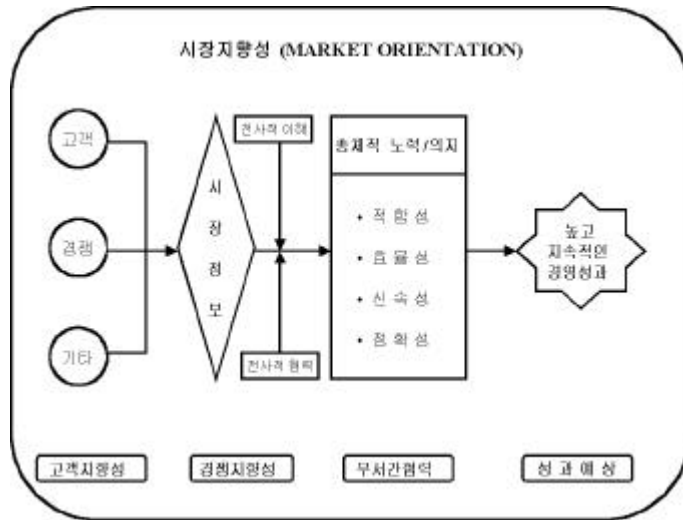 시장지향성 (MARKET ORIENTATION)
고객
경쟁
기타
시
장
정
보
전사적 이해
전사적 협력
총체적 노력/의지
• 적합성
• 효율성
• 신속성
• 정확성
높고
지속적인
경영성과
고객지향성
경쟁지향성
부서간협력
성과예상